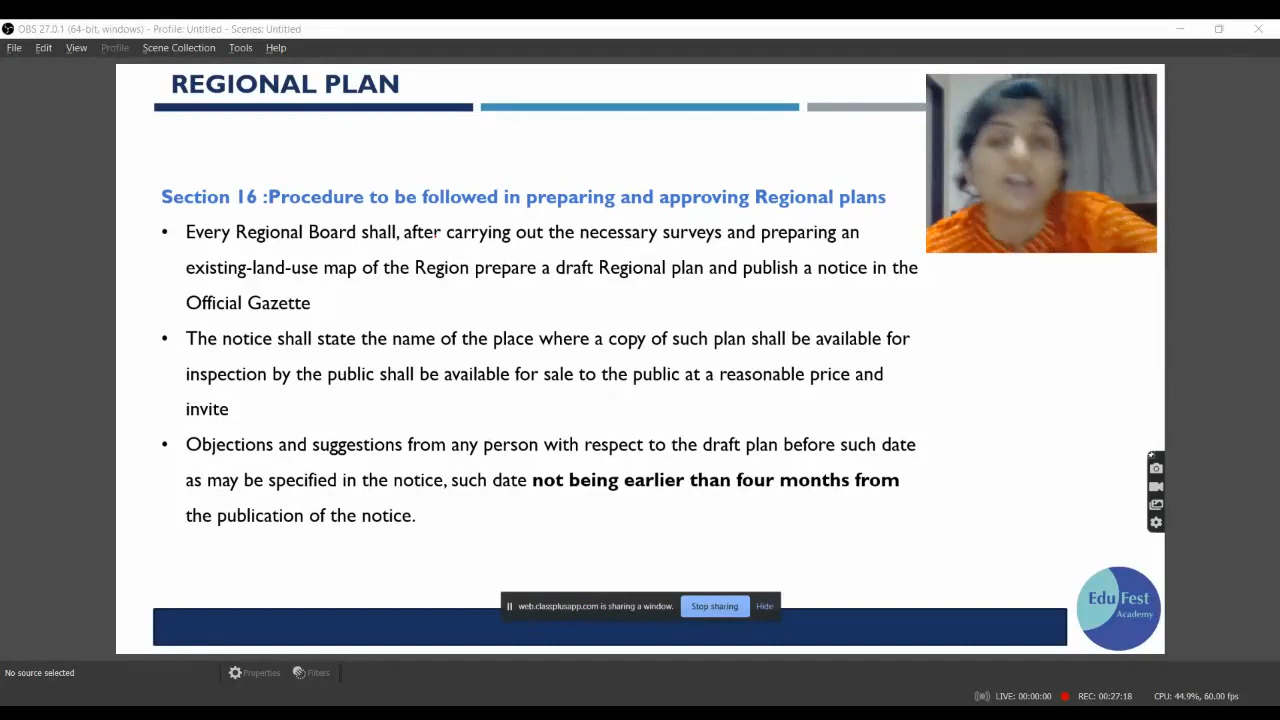 OBS 27.0.1 (64-bit, windows) - Profile: Untitled - Scenes: Untitled
File Edit View Profile Scene Collection Tools Help
REGIONAL PLAN
Section 16 :Procedure to be followed in preparing and approving Regional plans
• Every Regional Board shall, after carrying out the necessary surveys and preparing an
existing-land-use map of the Region prepare a draft Regional plan and publish a notice in the
Official Gazette
• The notice shall state the name of the place where a copy of such plan shall be available for
inspection by the public shall be available for sale to the public at a reasonable price and
invite
• Objections and suggestions from any person with respect to the draft plan before such date
as may be specified in the notice, such date not being earlier than four months from
the publication of the notice.
web.classplusapp.com is sharing a window. Stop sharing Hide
Edu Fest
Academy
No source selected Properties Filters
LIVE: 00:00:00 REC: 00:27:18 CPU: 44.9%, 60.00 fps